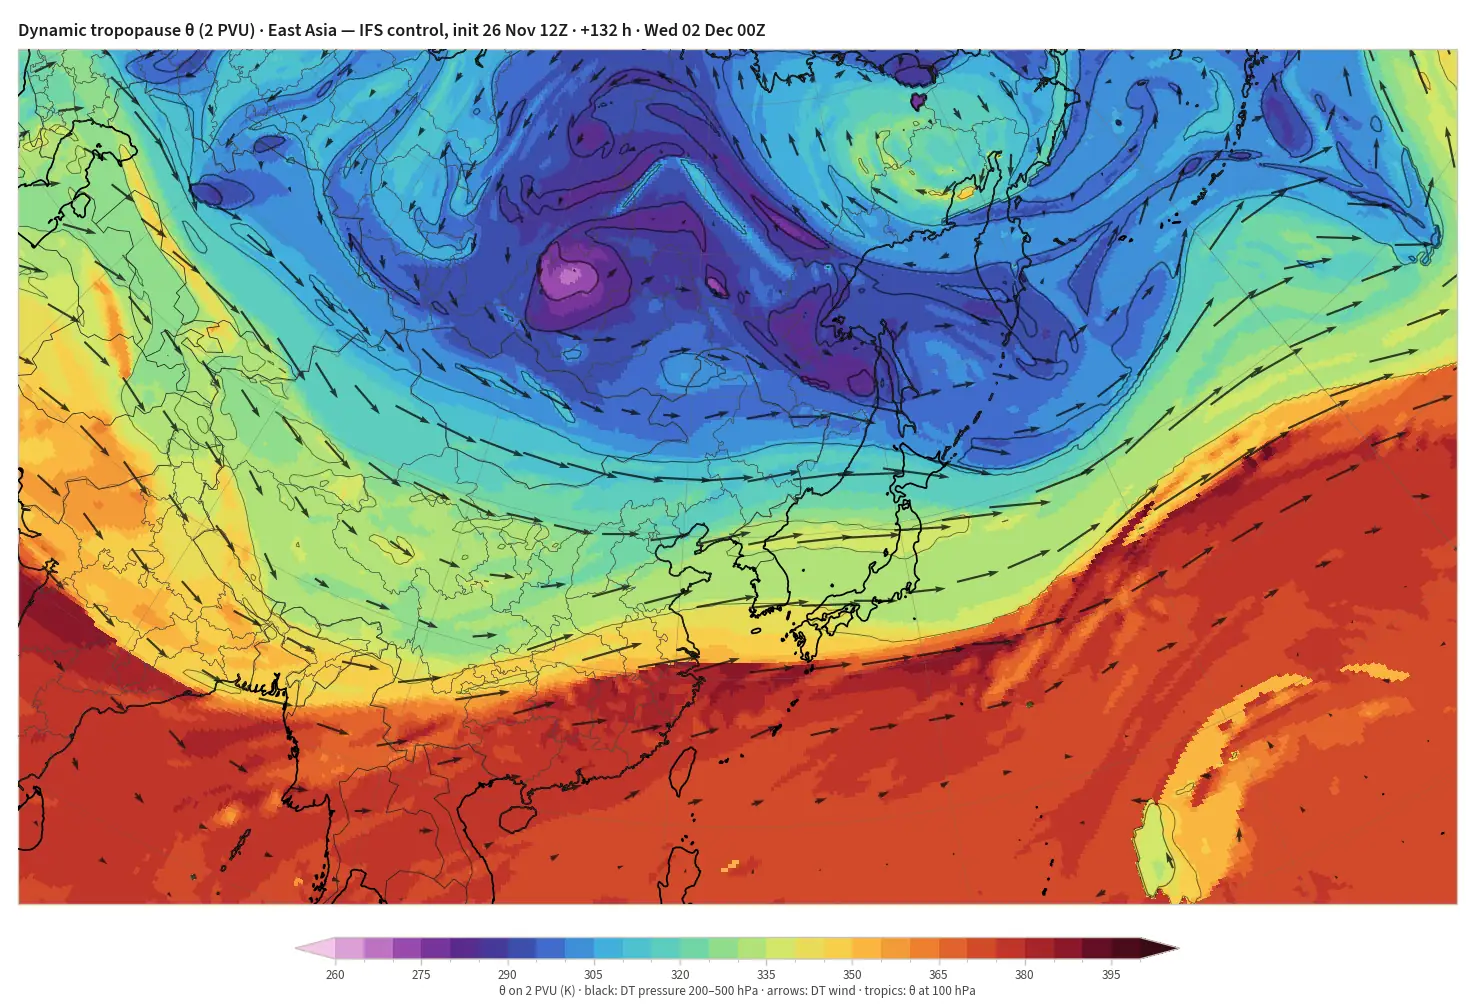 Dynamic tropopause θ (2 PVU) · East Asia — IFS control, init 26 Nov 12Z · +132 h · Wed 02 Dec 00Z
260 275 290 305 320 335 350 365 380 395
θ on 2 PVU (K) · black: DT pressure 200–500 hPa · arrows: DT wind · tropics: θ at 100 hPa